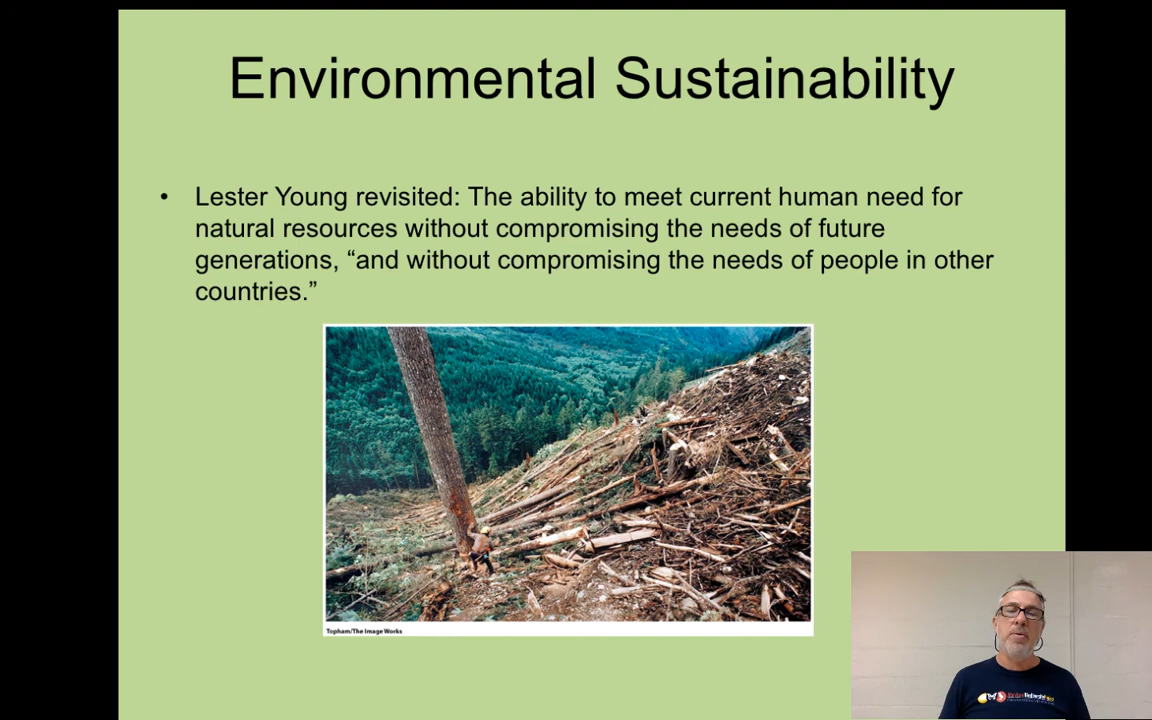 Environmental Sustainability
• Lester Young revisited: The ability to meet current human need for
natural resources without compromising the needs of future
generations, “and without compromising the needs of people in other
countries.”
Topham/The Image Works